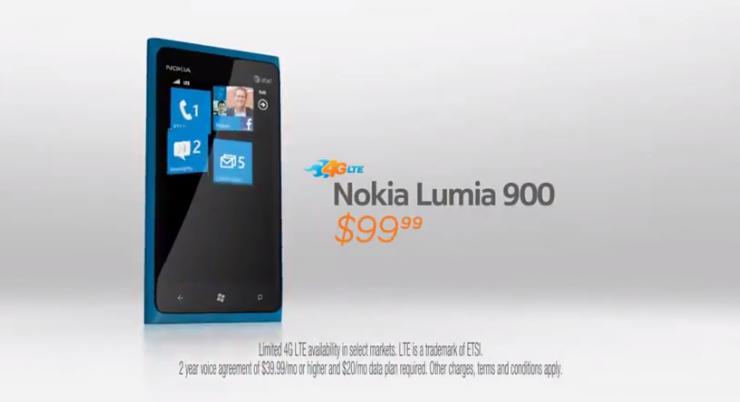 NOKIA
at&t
LTE
1
2
5
4G LTE
Nokia Lumia 900
$99.99
Limited 4G LTE availability in select markets. LTE is a trademark of ETSI.
2 year voice agreement of $39.99/mo or higher and $20/mo data plan required. Other charges, terms and conditions apply.